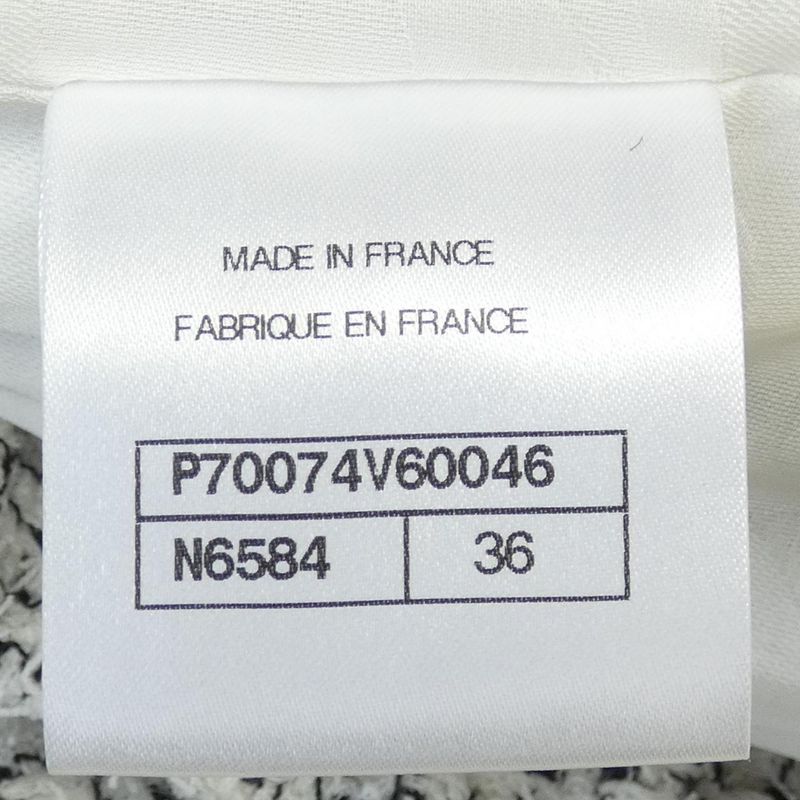 MADE IN FRANCE
FABRIQUE EN FRANCE
P70074V60046
N6584 36